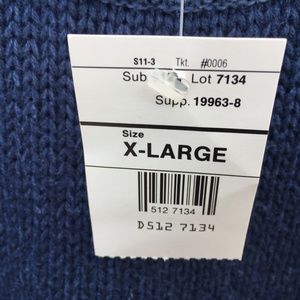 S11-3 Tkt. #0006
Sub Lot 7134
Supp. 19963-8
Size
X-LARGE
512 7134
D512 7134